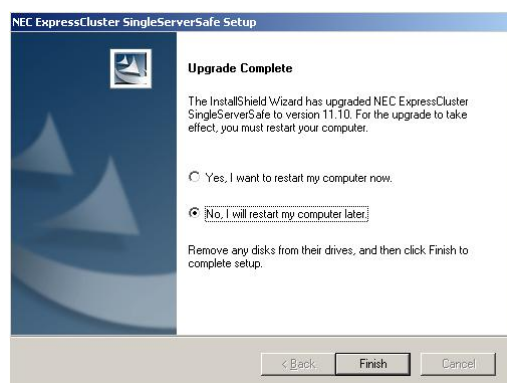 NEC ExpressCluster SingleServerSafe Setup
Upgrade Complete
The InstallShield Wizard has upgraded NEC ExpressCluster
SingleServerSafe to version 11.10. For the upgrade to take
effect, you must restart your computer.
Yes, I want to restart my computer now.
No, I will restart my computer later.
Remove any disks from their drives, and then click Finish to
complete setup.
< Back
Finish
Cancel